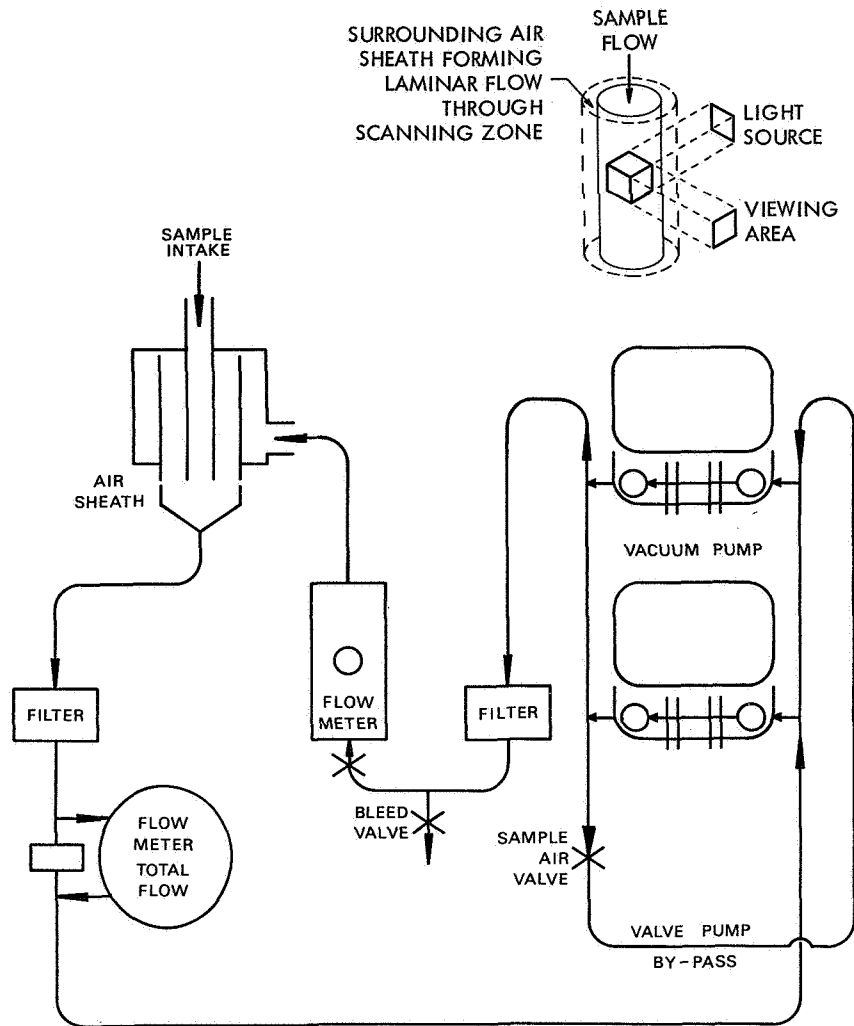 SURROUNDING AIR
SHEATH FORMING
LAMINAR FLOW
THROUGH
SCANNING ZONE
SAMPLE
FLOW
LIGHT
SOURCE
VIEWING
AREA
SAMPLE
INTAKE
AIR
SHEATH
VACUUM PUMP
FLOW
METER
FILTER
FILTER
BLEED
VALVE
SAMPLE
AIR
VALVE
FLOW
METER
TOTAL
FLOW
VALVE PUMP
BY-PASS